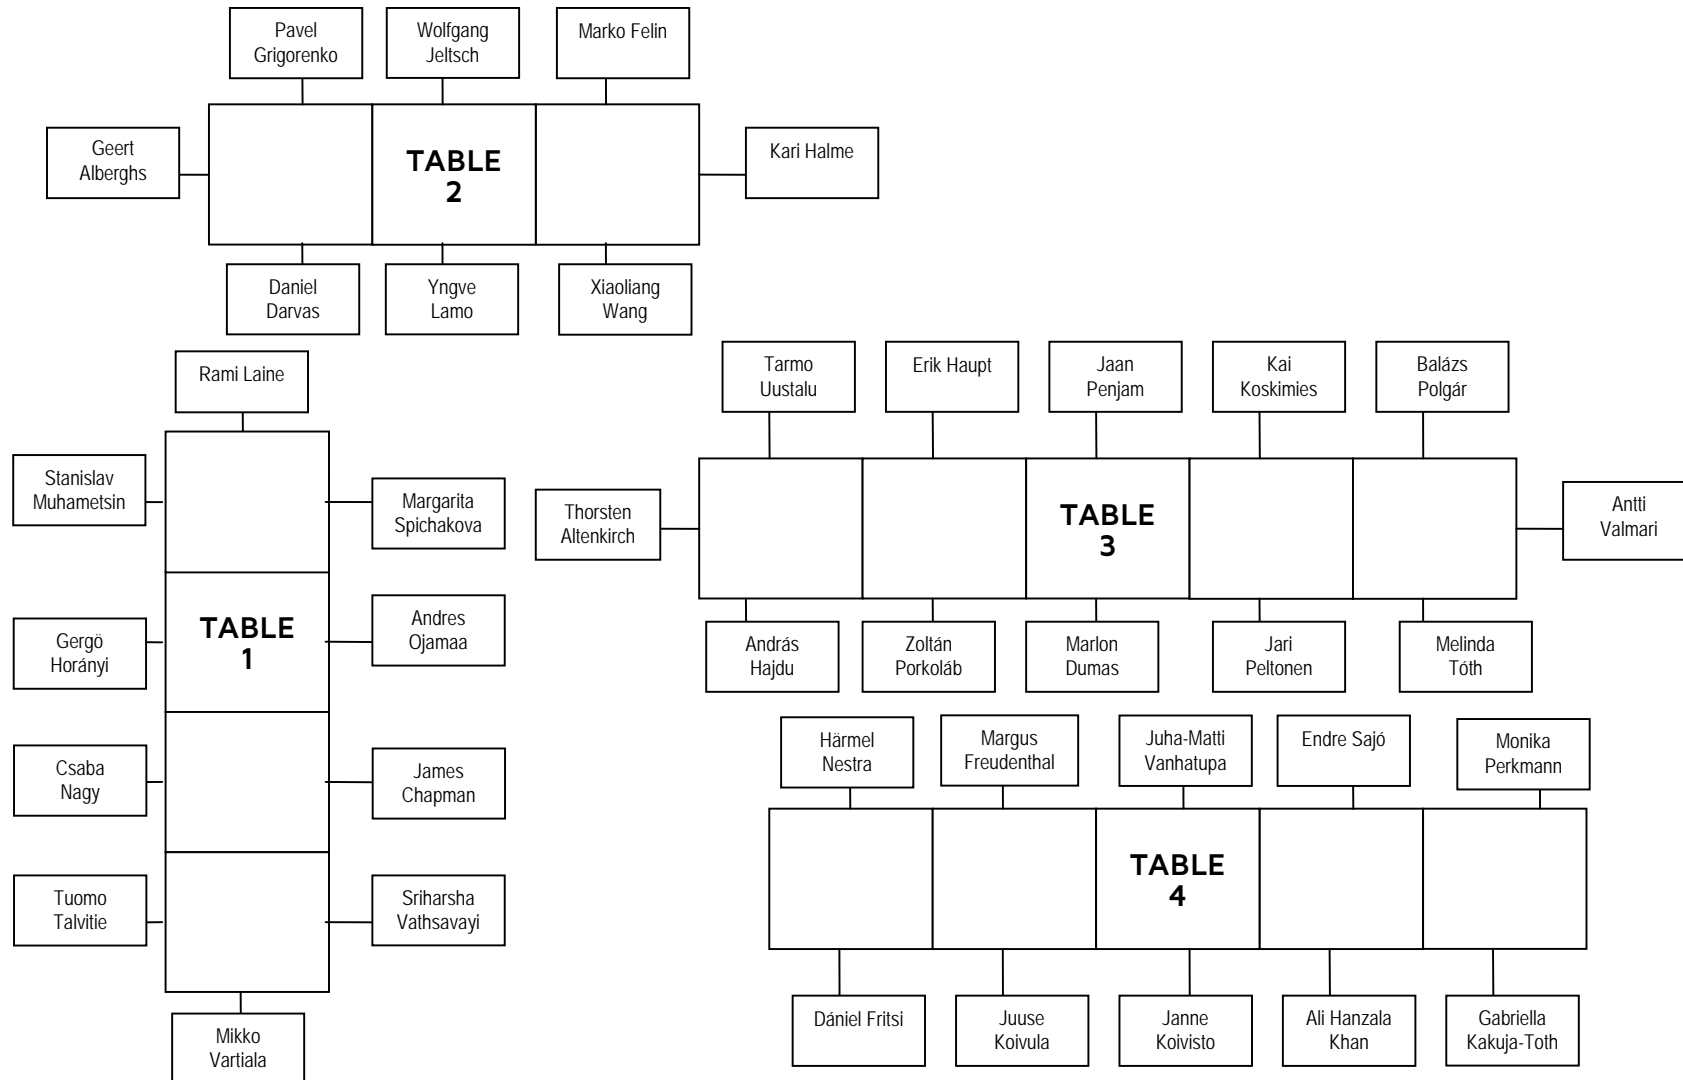 Pavel
Grigorenko
Wolfgang
Jeltsch
Marko Felin
Geert
Alberghs
TABLE
2
Kari Halme
Daniel
Darvas
Yngve
Lamo
Xiaoliang
Wang
Rami Laine
Stanislav
Muhametsin
Margarita
Spichakova
Gergö
Horányi
TABLE
1
Andres
Ojamaa
Csaba
Nagy
James
Chapman
Tuomo
Talvitie
Sriharsha
Vathsavayi
Mikko
Vartiala
Tarmo
Uustalu
Erik Haupt
Jaan
Penjam
Kai
Koskimies
Balázs
Polgár
Thorsten
Altenkirch
TABLE
3
Antti
Valmari
András
Hajdu
Zoltán
Porkoláb
Marlon
Dumas
Jari
Peltonen
Melinda
Tóth
Härmel
Nestra
Margus
Freudenthal
Juha-Matti
Vanhatupa
Endre Sajó
Monika
Perkmann
TABLE
4
Dániel Fritsi
Juuse
Koivula
Janne
Koivisto
Ali Hanzala
Khan
Gabriella
Kakuja-Toth